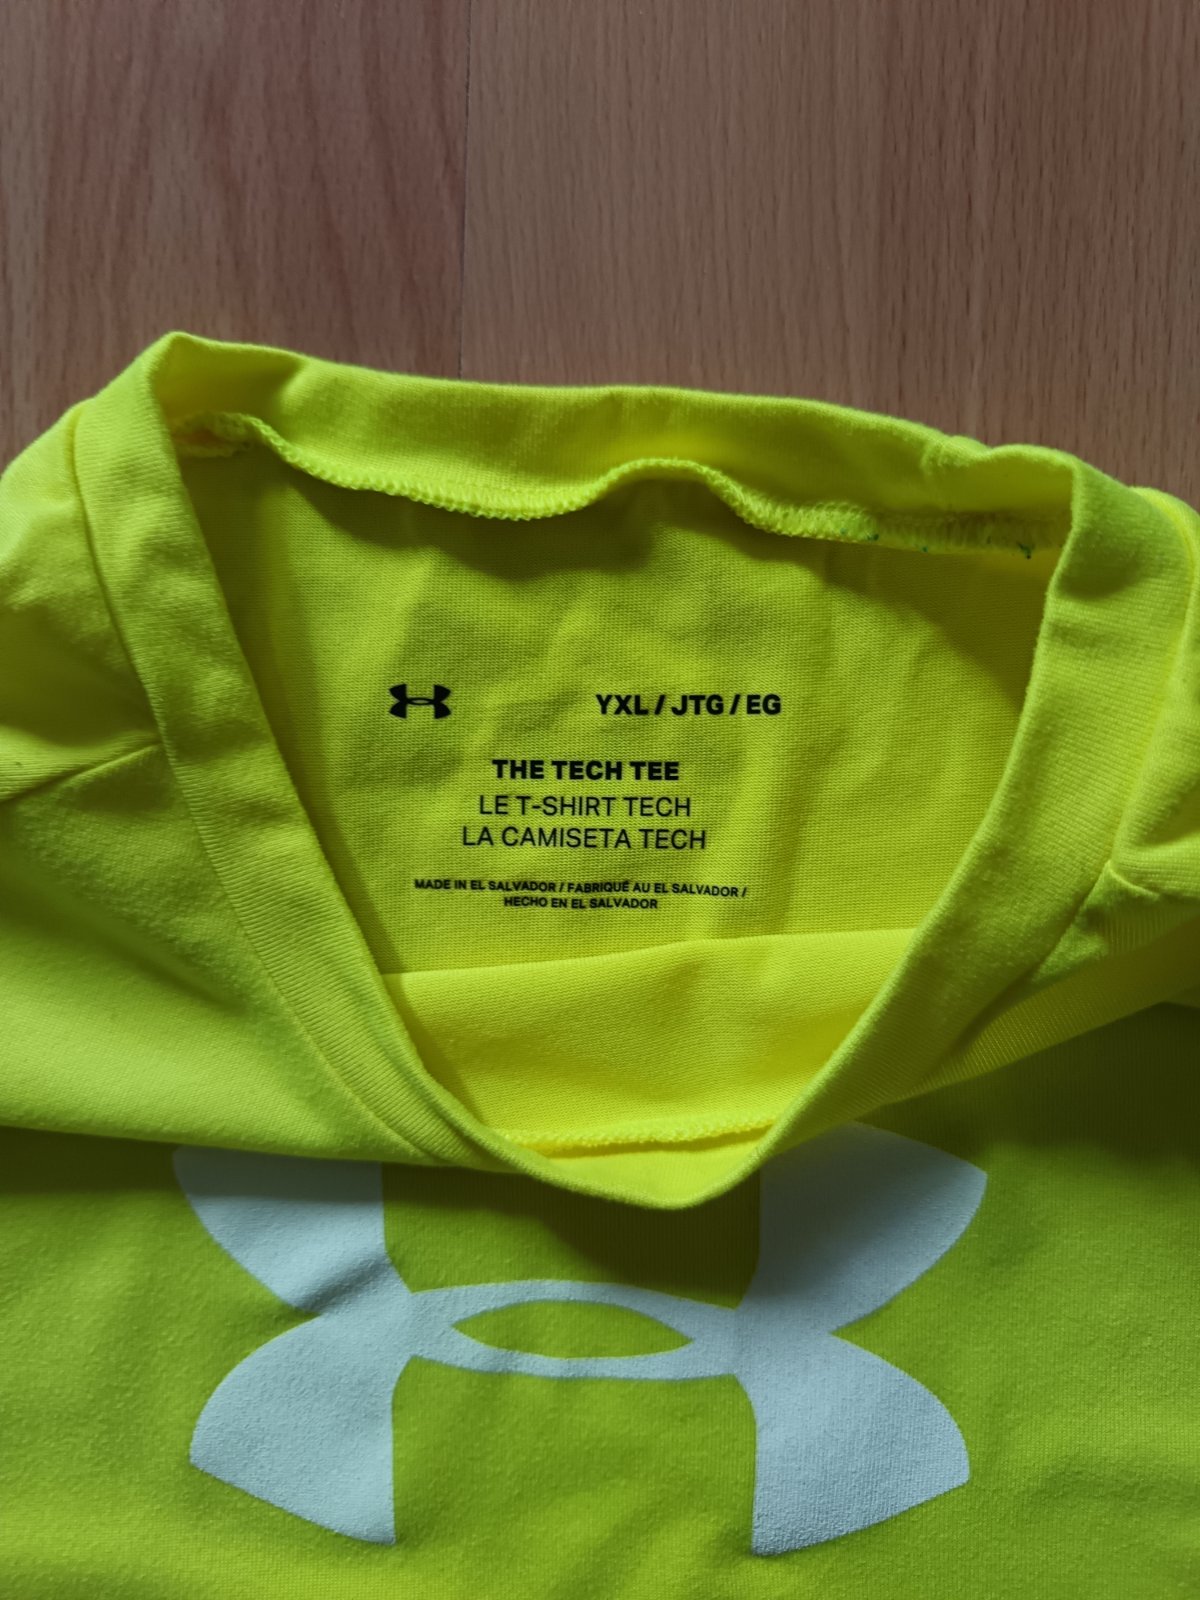 YXL / JTG / EG
THE TECH TEE
LE T-SHIRT TECH
LA CAMISETA TECH
MADE IN EL SALVADOR / FABRIQUÉ AU EL SALVADOR /
HECHO EN EL SALVADOR